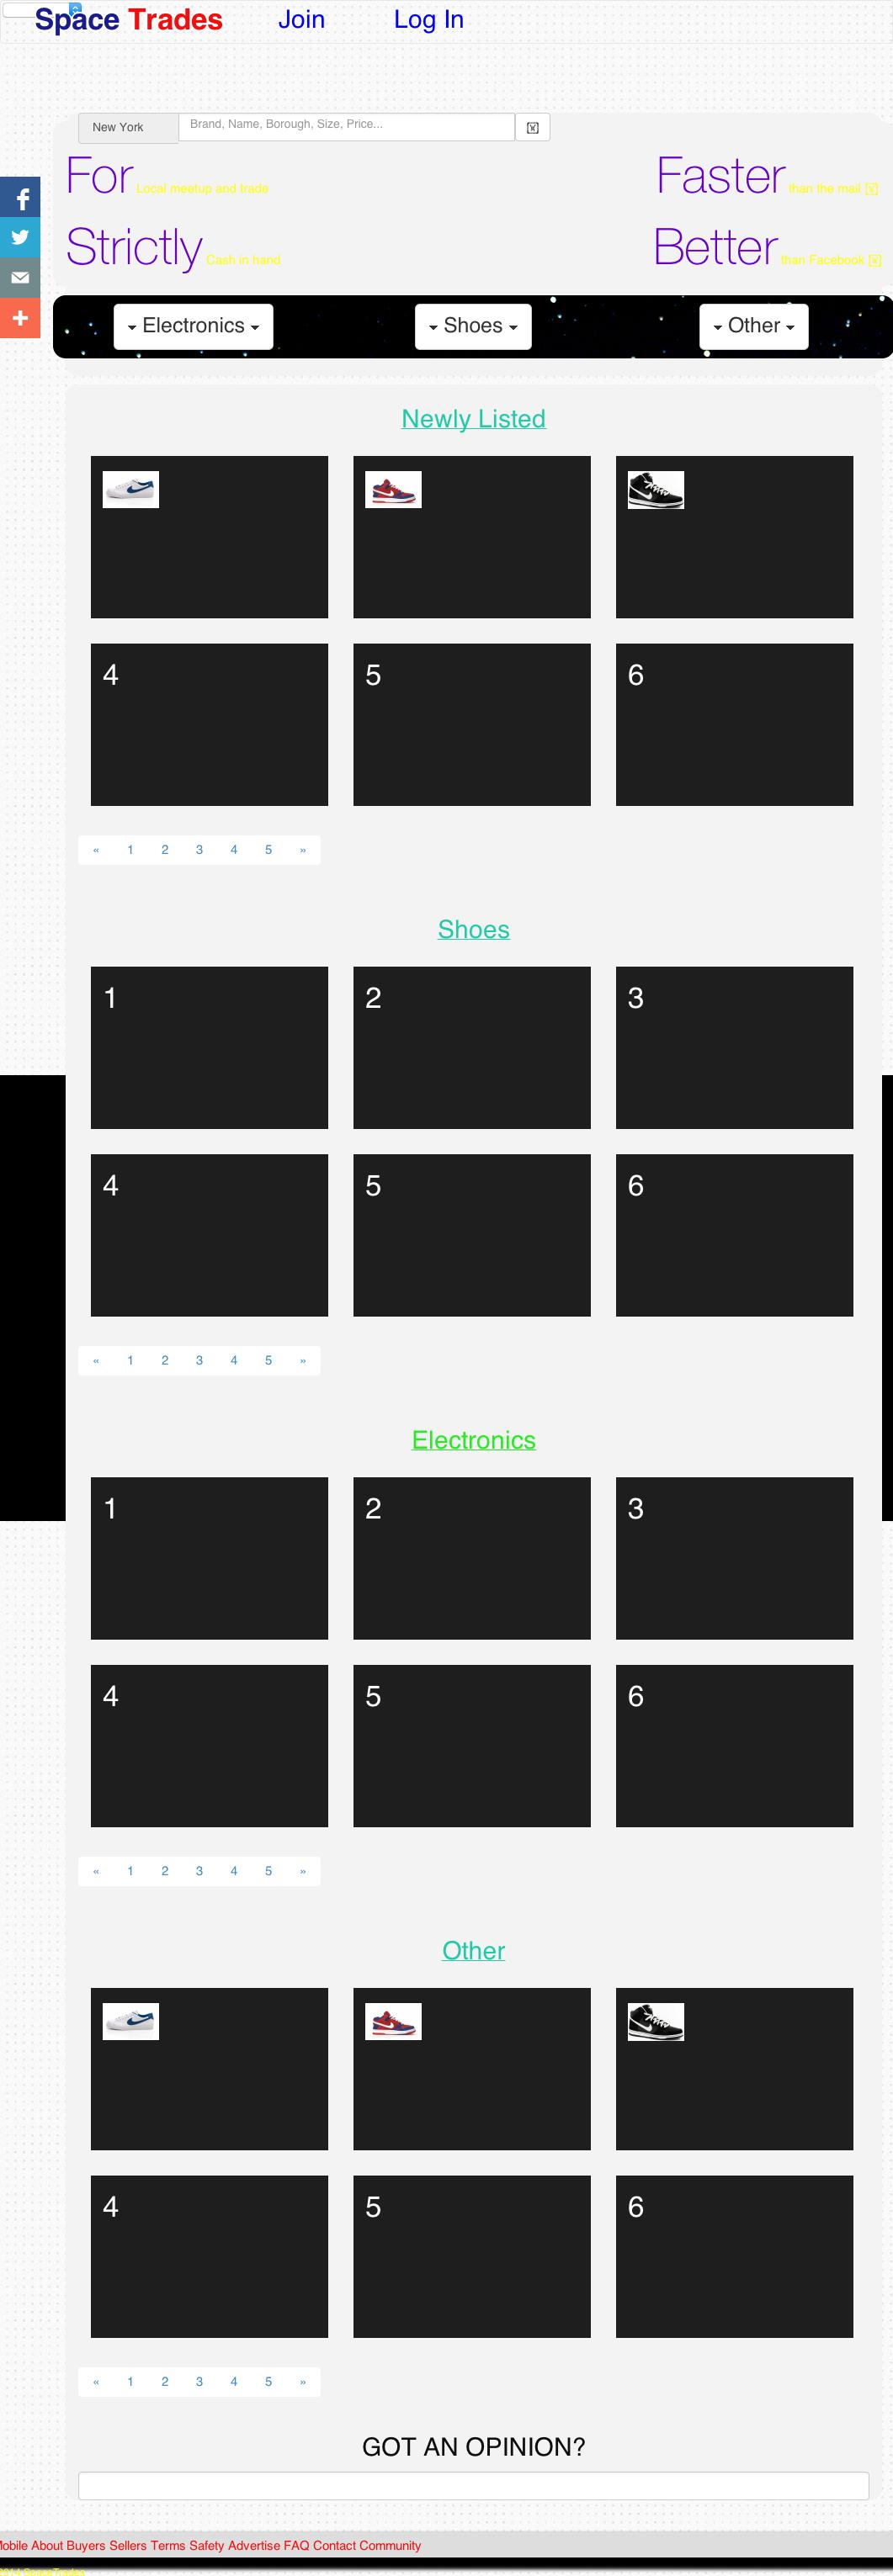 Space Trades Join Log In
New York Brand, Name, Borough, Size, Price...
For Local meetup and trade Faster than the mail
Strictly Cash in hand Better than Facebook
Electronics Shoes Other
Newly Listed
4 5 6
« 1 2 3 4 5 »
Shoes
1 2 3
4 5 6
« 1 2 3 4 5 »
Electronics
1 2 3
4 5 6
« 1 2 3 4 5 »
Other
4 5 6
« 1 2 3 4 5 »
GOT AN OPINION?
Mobile About Buyers Sellers Terms Safety Advertise FAQ Contact Community